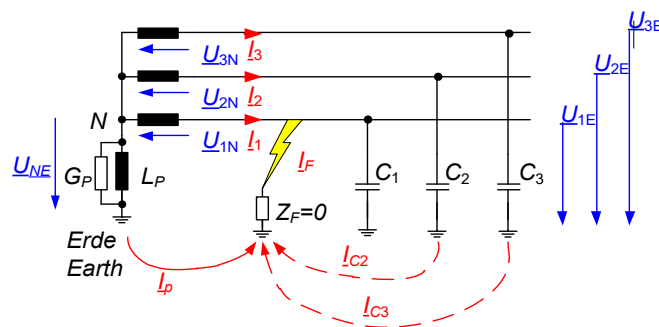 U3E
U3N I3
U2E
U2N I2
N
U1E
U1N I1
UNE
GP LP
IF
C1 C2 C3
ZF=0
Erde
Earth
IC2
Ip
IC3